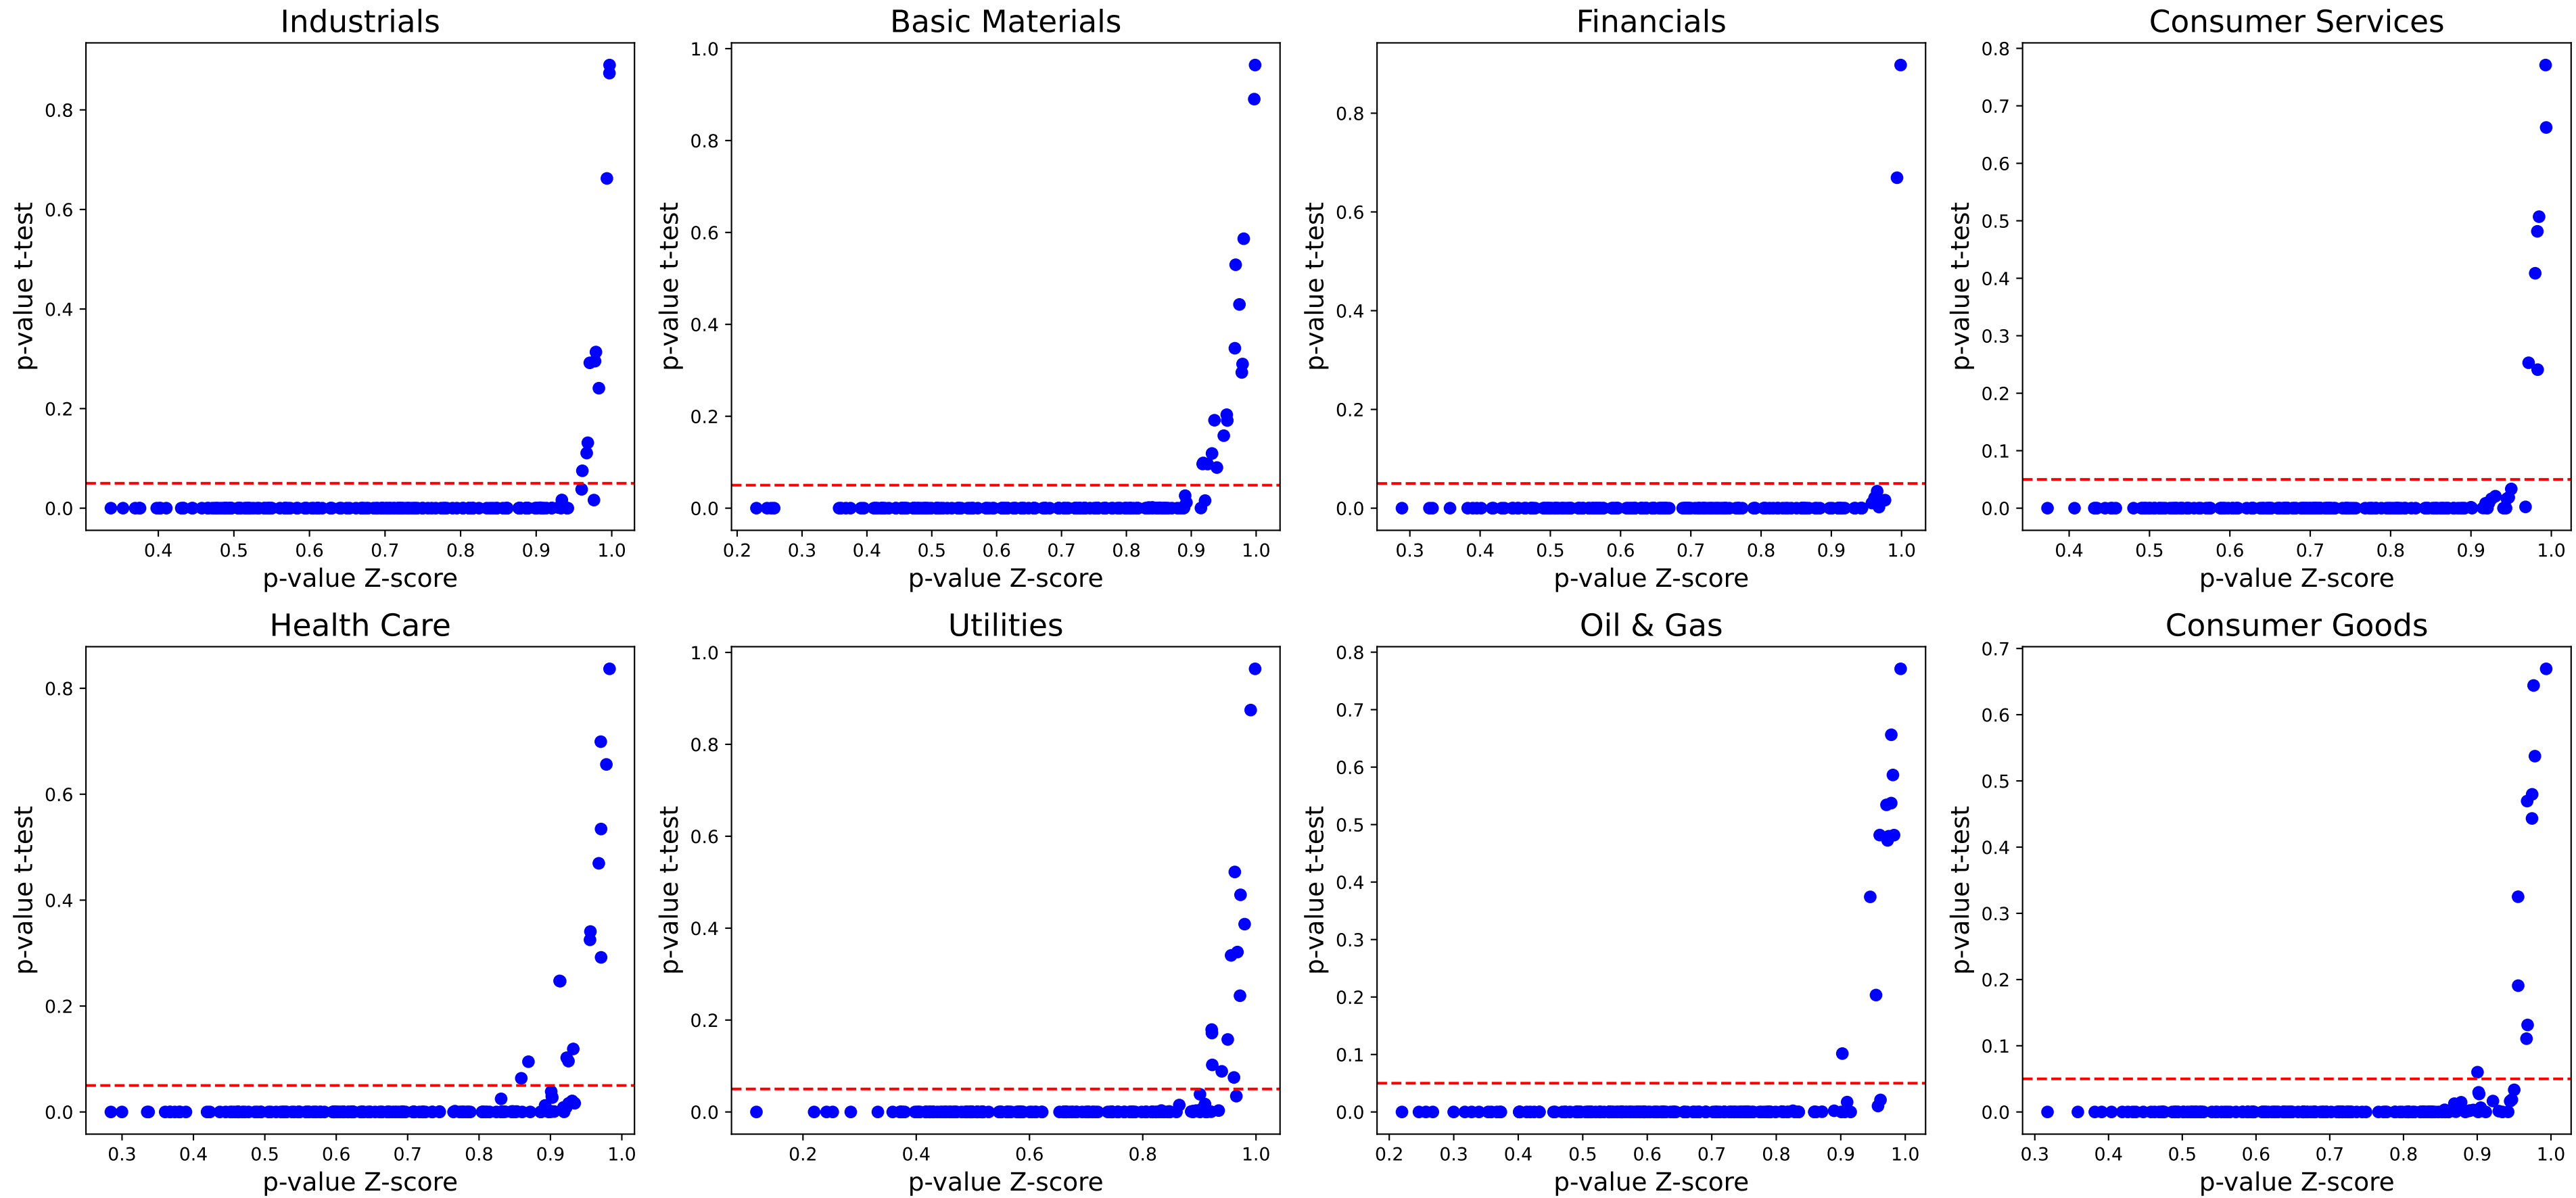 Industrials
p-value t-test
0.8
0.6
0.4
0.2
0.0
0.4 0.5 0.6 0.7 0.8 0.9 1.0
p-value Z-score
Basic Materials
p-value t-test
1.0
0.8
0.6
0.4
0.2
0.0
0.2 0.3 0.4 0.5 0.6 0.7 0.8 0.9 1.0
p-value Z-score
Financials
p-value t-test
0.8
0.6
0.4
0.2
0.0
0.3 0.4 0.5 0.6 0.7 0.8 0.9 1.0
p-value Z-score
Consumer Services
p-value t-test
0.8
0.7
0.6
0.5
0.4
0.3
0.2
0.1
0.0
0.4 0.5 0.6 0.7 0.8 0.9 1.0
p-value Z-score
Health Care
p-value t-test
0.8
0.6
0.4
0.2
0.0
0.3 0.4 0.5 0.6 0.7 0.8 0.9 1.0
p-value Z-score
Utilities
p-value t-test
1.0
0.8
0.6
0.4
0.2
0.0
0.2 0.4 0.6 0.8 1.0
p-value Z-score
Oil & Gas
p-value t-test
0.8
0.7
0.6
0.5
0.4
0.3
0.2
0.1
0.0
0.2 0.3 0.4 0.5 0.6 0.7 0.8 0.9 1.0
p-value Z-score
Consumer Goods
p-value t-test
0.7
0.6
0.5
0.4
0.3
0.2
0.1
0.0
0.3 0.4 0.5 0.6 0.7 0.8 0.9 1.0
p-value Z-score